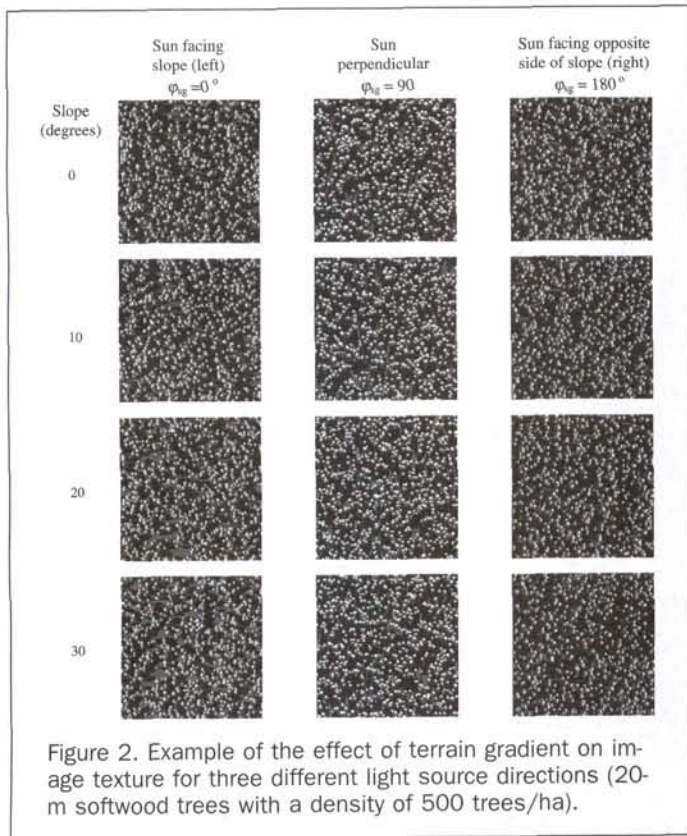 Sun facing
slope (left)
φsg =0°
Sun
perpendicular
φsg = 90
Sun facing opposite
side of slope (right)
φsg = 180°
Slope
(degrees)
0
10
20
30
Figure 2. Example of the effect of terrain gradient on im-
age texture for three different light source directions (20-
m softwood trees with a density of 500 trees/ha).